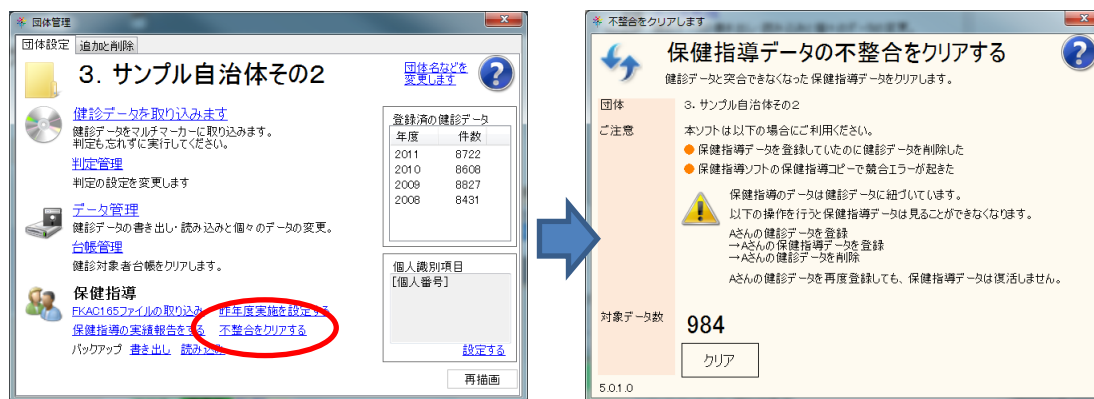 団体管理
団体設定 追加と削除
3. サンプル自治体その2
団体名などを
変更します
健診データを取り込みます
健診データをマルチマーカーに取り込みます。
判定も忘れずに実行してください。
判定管理
判定の設定を変更します
データ管理
健診データの書き出し・読み込みと個々のデータの変更。
台帳管理
健診対象者台帳をクリアします。
保健指導
FKAC165ファイルの取り込み 昨年度実施を設定する
保健指導の実績報告をする 不整合をクリアする
バックアップ 書き出し 読み込み
登録済の健診データ
年度 件数
2011 8722
2010 8608
2009 8827
2008 8431
個人識別項目
[個人番号]
設定する
再描画
不整合をクリアします
保健指導データの不整合をクリアする
健診データと突合できなくなった保健指導データをクリアします。
団体 3. サンプル自治体その2
ご注意 本ソフトは以下の場合にご利用ください。
保健指導データを登録していたのに健診データを削除した
保健指導ソフトの保健指導コピーで競合エラーが起きた
保健指導のデータは健診データに紐づいています。
以下の操作を行うと保健指導データは見ることができなくなります。
Aさんの健診データを登録
→Aさんの保健指導データを登録
→Aさんの健診データを削除
Aさんの健診データを再度登録しても、保健指導データは復活しません。
対象データ数 984
クリア
5.0.1.0